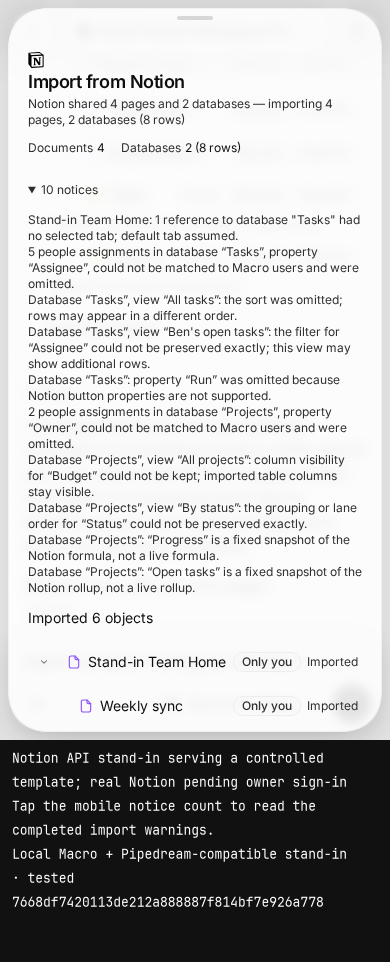 Import from Notion
Notion shared 4 pages and 2 databases — importing 4
pages, 2 databases (8 rows)
Documents 4 Databases 2 (8 rows)
▼ 10 notices
Stand-in Team Home: 1 reference to database "Tasks" had
no selected tab; default tab assumed.
5 people assignments in database “Tasks”, property
“Assignee”, could not be matched to Macro users and were
omitted.
Database “Tasks”, view “All tasks”: the sort was omitted;
rows may appear in a different order.
Database “Tasks”, view “Ben's open tasks”: the filter for
“Assignee” could not be preserved exactly; this view may
show additional rows.
Database “Tasks”: property “Run” was omitted because
Notion button properties are not supported.
2 people assignments in database “Projects”, property
“Owner”, could not be matched to Macro users and were
omitted.
Database “Projects”, view “All projects”: column visibility
for “Budget” could not be kept; imported table columns
stay visible.
Database “Projects”, view “By status”: the grouping or lane
order for “Status” could not be preserved exactly.
Database “Projects”: “Progress” is a fixed snapshot of the
Notion formula, not a live formula.
Database “Projects”: “Open tasks” is a fixed snapshot of the
Notion rollup, not a live rollup.
Imported 6 objects
Stand-in Team Home Only you Imported
Weekly sync Only you Imported
Notion API stand-in serving a controlled
template; real Notion pending owner sign-in
Tap the mobile notice count to read the
completed import warnings.
Local Macro + Pipedream-compatible stand-in
· tested
7668df7420113de212a888887f814bf7e926a778